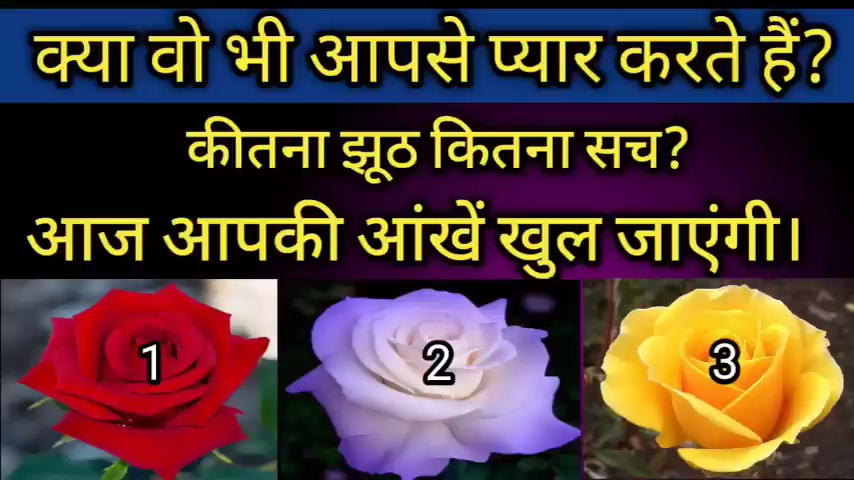 क्या वो भी आपसे प्यार करते हैं?
कीतना झूठ कितना सच?
आज आपकी आंखें खुल जाएंगी।
1 2 3